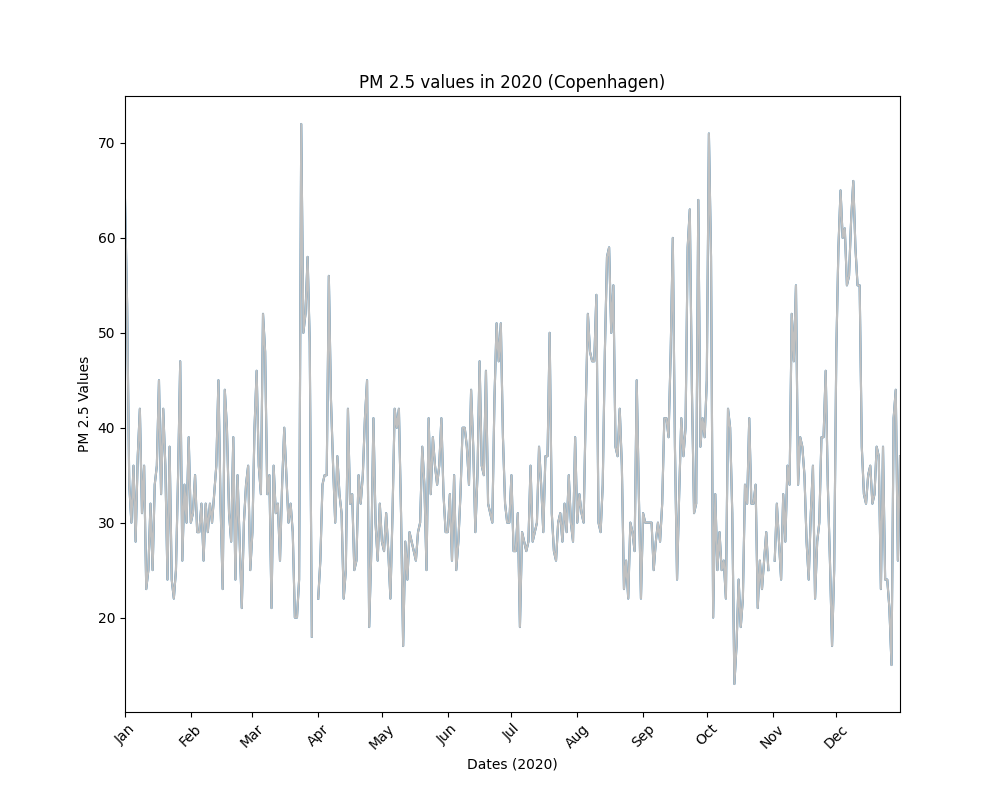 PM 2.5 values in 2020 (Copenhagen)
70
60
50
40
30
20
PM 2.5 Values
Jan
Feb
Mar
Apr
May
Jun
Jul
Aug
Sep
Oct
Nov
Dec
Dates (2020)